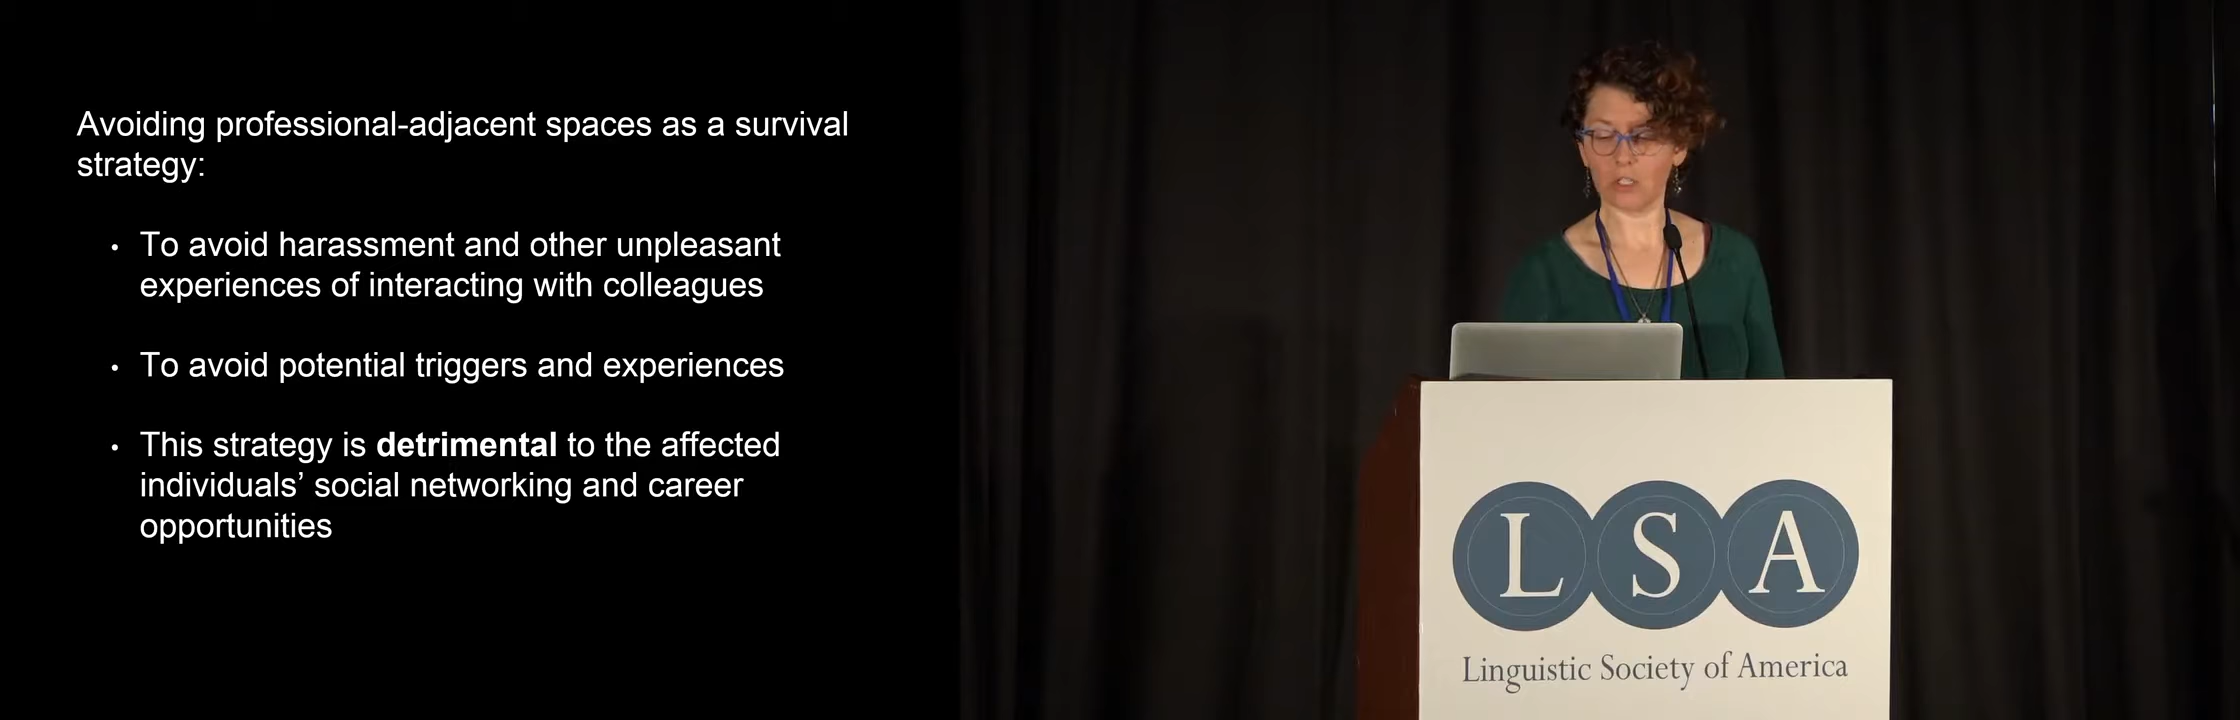 Avoiding professional-adjacent spaces as a survival
strategy:
• To avoid harassment and other unpleasant
experiences of interacting with colleagues
• To avoid potential triggers and experiences
• This strategy is detrimental to the affected
individuals’ social networking and career
opportunities
LSA
Linguistic Society of America